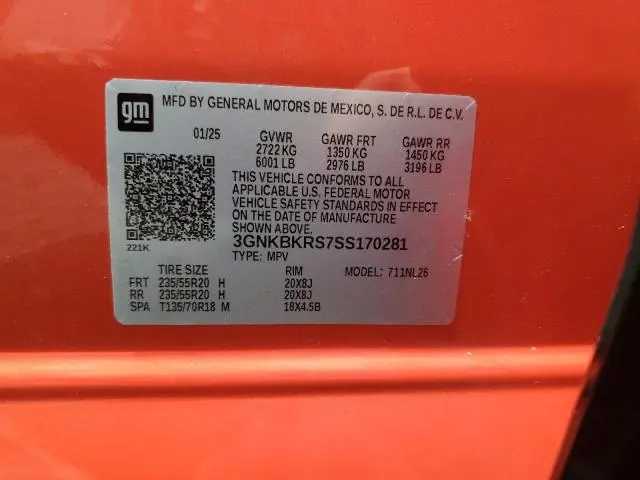 gm
MFD BY GENERAL MOTORS DE MEXICO, S. DE R.L. DE C.V.
01/25 GVWR GAWR FRT GAWR RR
2722 KG 1350 KG 1450 KG
6001 LB 2976 LB 3196 LB
THIS VEHICLE CONFORMS TO ALL
APPLICABLE U.S. FEDERAL MOTOR
VEHICLE SAFETY STANDARDS IN EFFECT
ON THE DATE OF MANUFACTURE
SHOWN ABOVE.
221K
3GNKBKRS7SS170281
TYPE: MPV
TIRE SIZE RIM MODEL: 711NL26
FRT 235/55R20 H 20X8J
RR 235/55R20 H 20X8J
SPA T135/70R18 M 18X4.5B